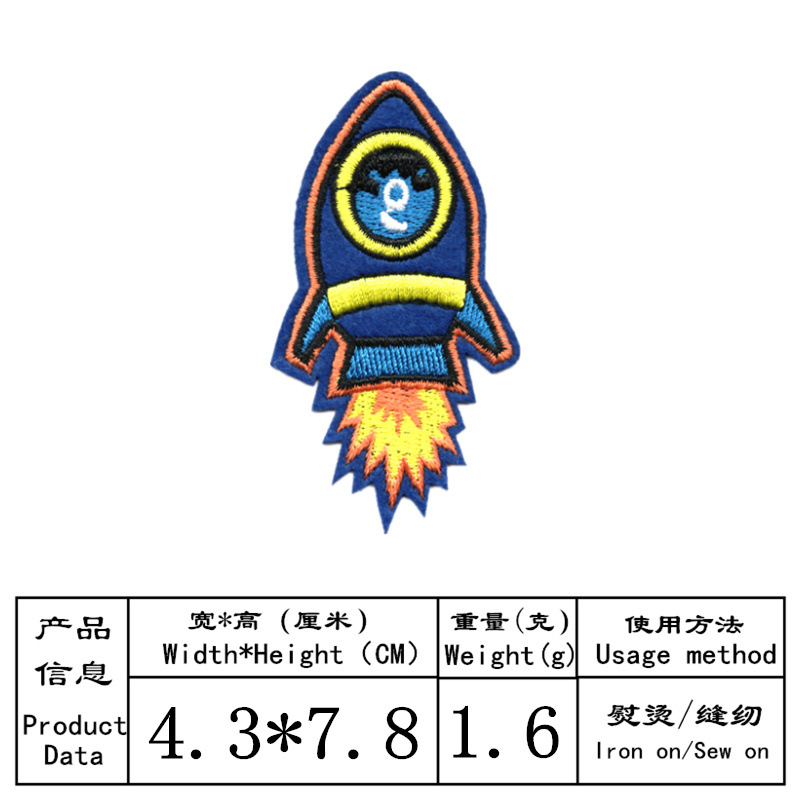 产品
信息
Product
Data
宽*高 (厘米)
Width*Height (CM)
4.3*7.8
重量(克)
Weight(g)
1.6
使用方法
Usage method
熨烫/缝纫
Iron on/Sew on